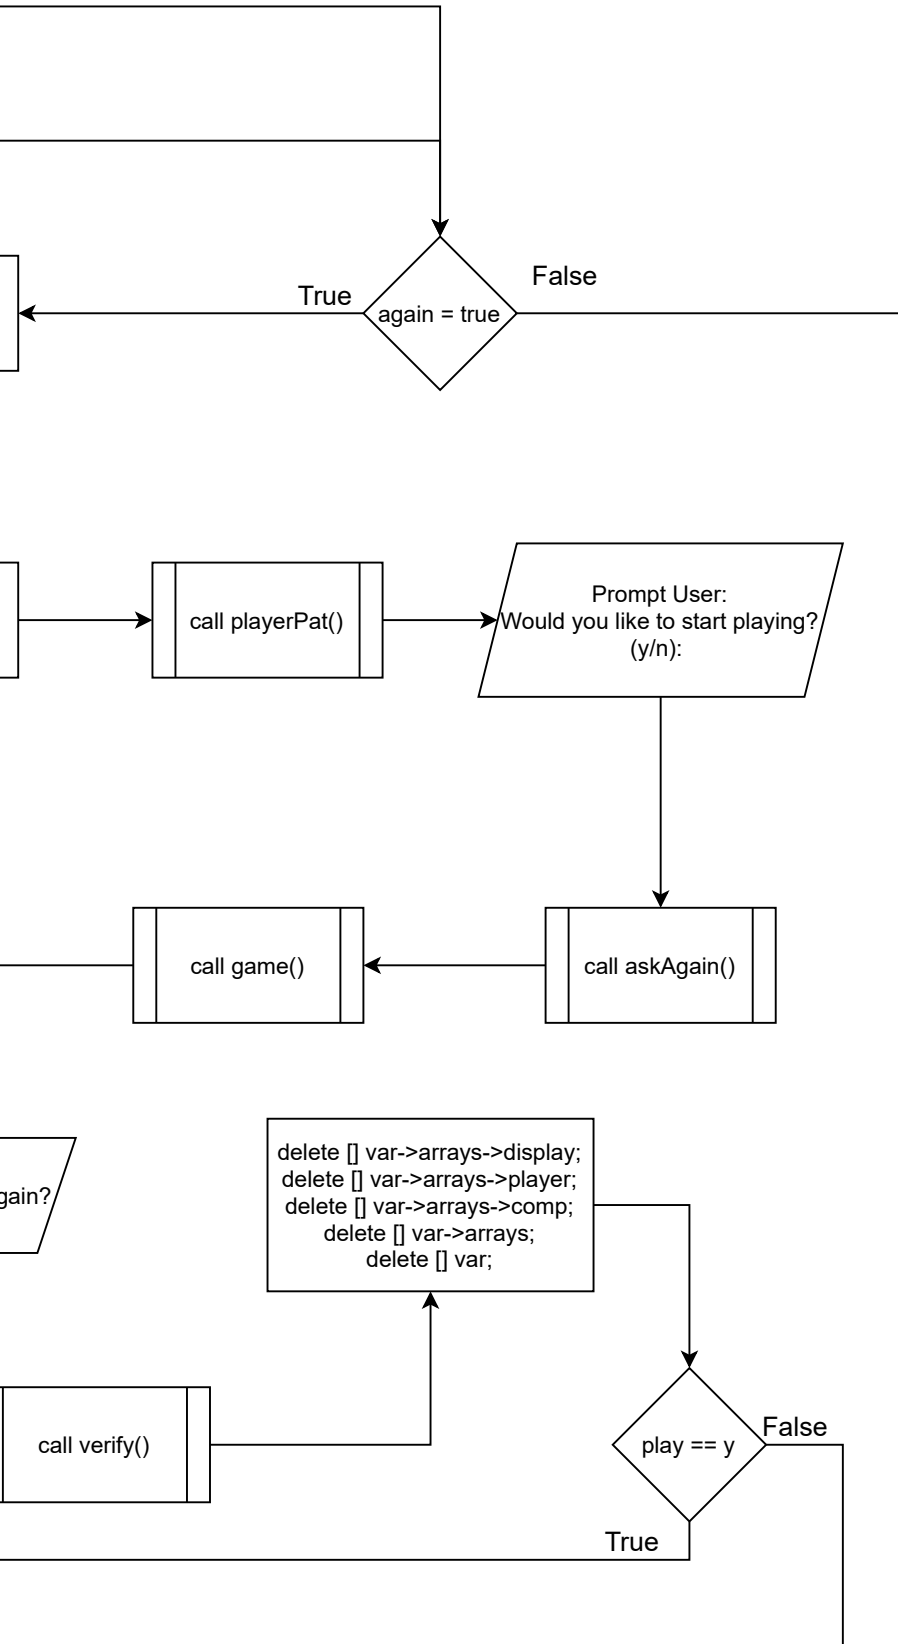 True
False
again = true
call playerPat()
Prompt User:
Would you like to start playing?
(y/n):
call game()
call askAgain()
delete [] var->arrays->display;
delete [] var->arrays->player;
delete [] var->arrays->comp;
delete [] var->arrays;
delete [] var;
gain?
call verify()
play == y
False
True